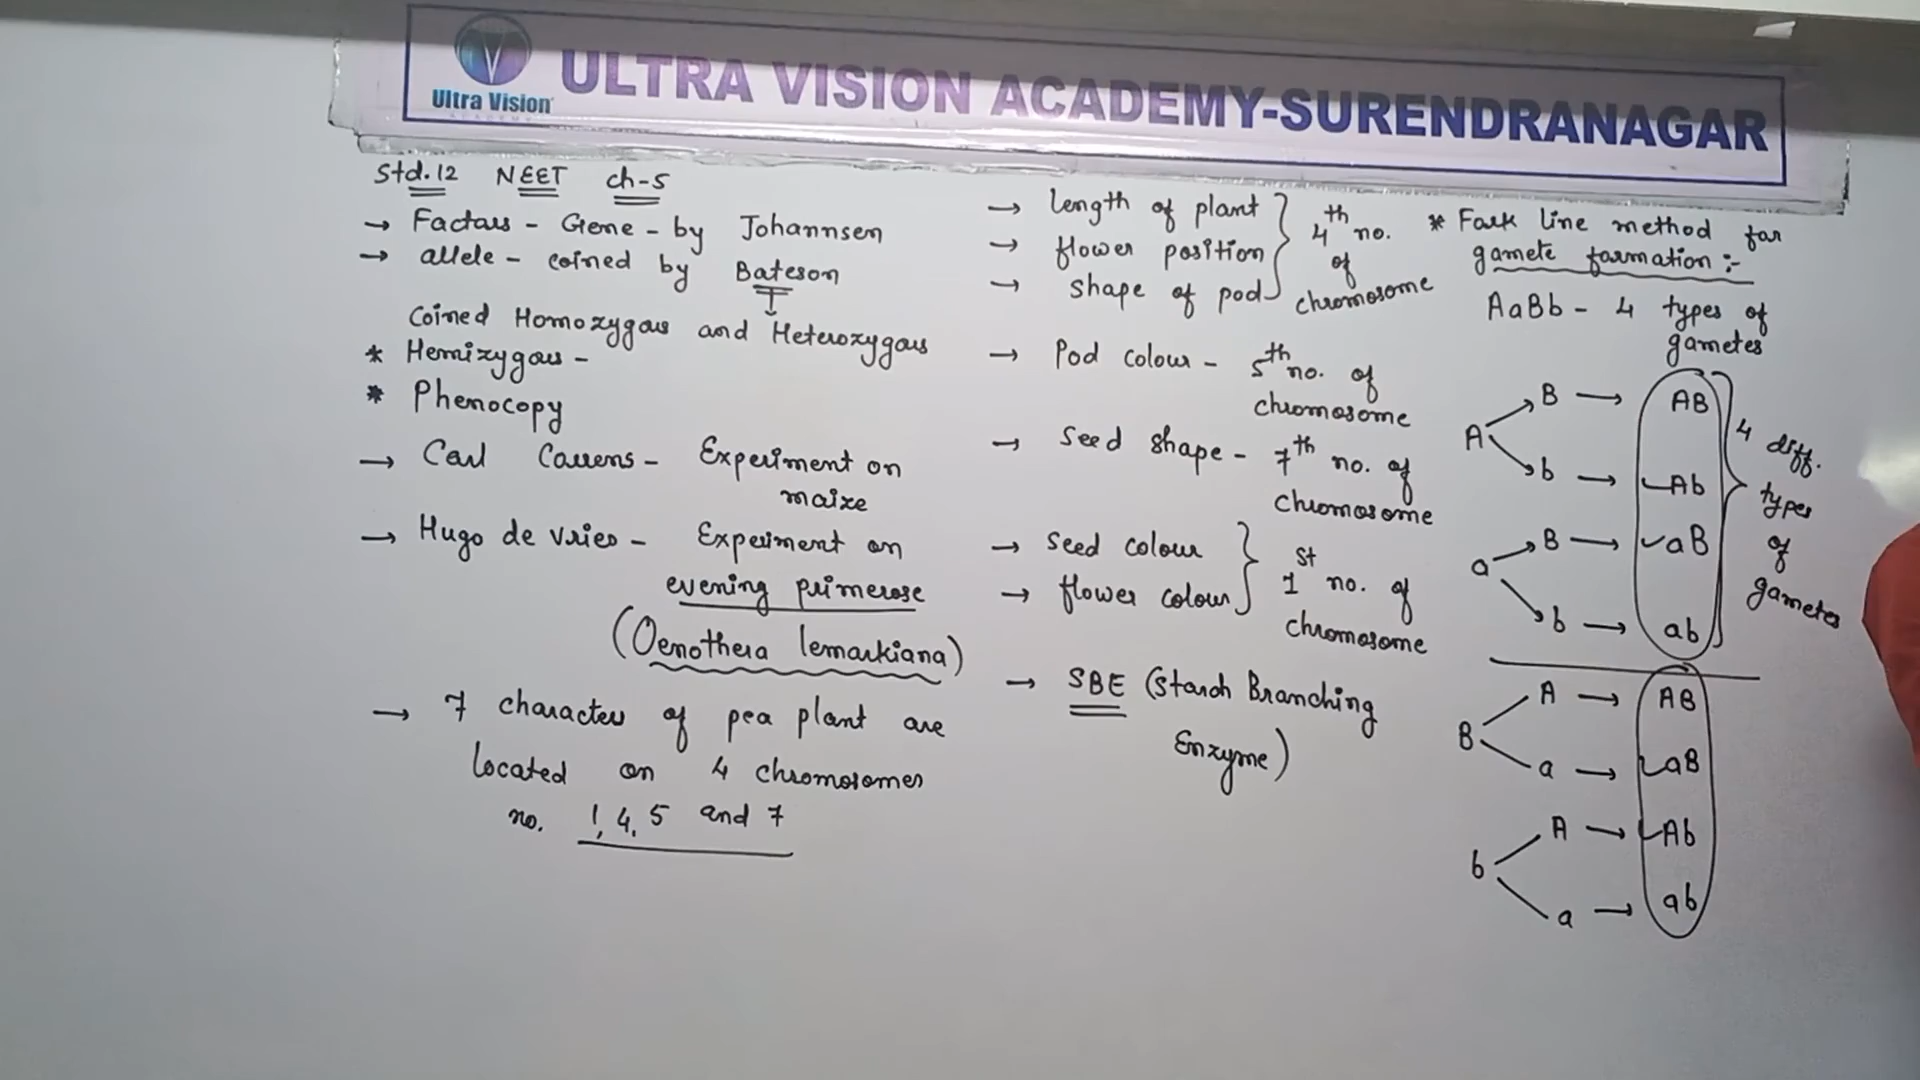 Ultra Vision
ACADEMY
ULTRA VISION ACADEMY-SURENDRANAGAR
Std.12 NEET ch-5
→ Factors - Gene - by Johannsen
→ allele - coined by Bateson
Coined Homozygous and Heterozygous
* Hemizygous -
* Phenocopy
→ Carl Correns - Experiment on
maize
→ Hugo de vries - Experiment on
evening primerose
(Oenothera lemarkiana)
→ 7 character of pea plant are
located on 4 chromosomes
no. 1, 4, 5 and 7
→ length of plant
→ flower position
→ shape of pod
4th no.
of
chromosome
→ Pod colour - 5th no. of
chromosome
→ seed shape - 7th no. of
chromosome
→ seed colour
→ flower colour
1st no. of
chromosome
→ SBE (starch Branching
Enzyme)
* Fork line method for
gamete formation :-
AaBb - 4 types of
gametes
A
B → AB
b → Ab
a
B → aB
b → ab
4 diff.
types
of
gametes
B
A → AB
a → aB
b
A → Ab
a → ab